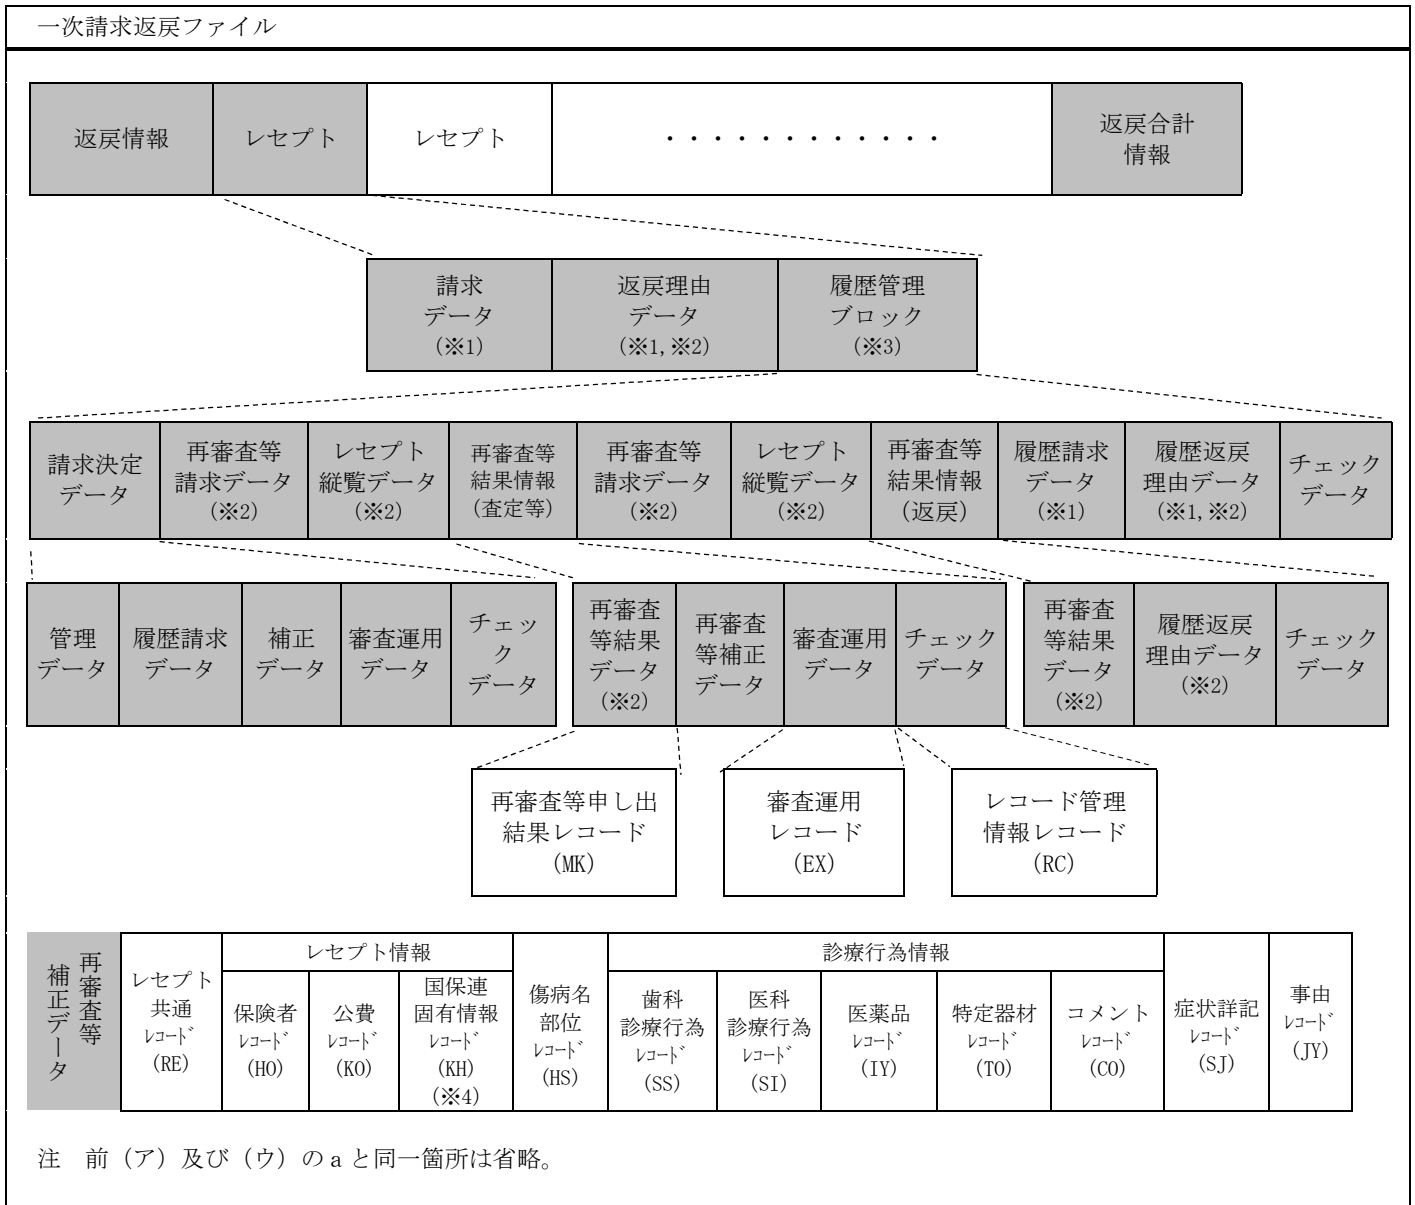 一次請求返戻ファイル
返戻情報
レセプト
レセプト
・・・・・・・・・・・・
返戻合計
情報
請求
データ
(※1)
返戻理由
データ
(※1,※2)
履歴管理
ブロック
(※3)
請求決定
データ
再審査等
請求データ
(※2)
レセプト
縦覧データ
(※2)
再審査等
結果情報
(査定等)
再審査等
請求データ
(※2)
レセプト
縦覧データ
(※2)
再審査等
結果情報
(返戻)
履歴請求
データ
(※1)
履歴返戻
理由データ
(※1,※2)
チェック
データ
管理
データ
履歴請求
データ
補正
データ
審査運用
データ
チェッ
ク
データ
再審査
等結果
データ
(※2)
再審査
等補正
データ
審査運用
データ
チェック
データ
再審査
等結果
データ
(※2)
履歴返戻
理由データ
(※2)
チェック
データ
再審査等申し出
結果レコード
(MK)
審査運用
レコード
(EX)
レコード管理
情報レコード
(RC)
再審査等
補正データ
レセプト
共通
ﾚｺｰﾄﾞ
(RE)
レセプト情報
保険者
ﾚｺｰﾄﾞ
(HO)
公費
ﾚｺｰﾄﾞ
(KO)
国保連
固有情報
ﾚｺｰﾄﾞ
(KH)
(※4)
傷病名
部位
ﾚｺｰﾄﾞ
(HS)
診療行為情報
歯科
診療行為
ﾚｺｰﾄﾞ
(SS)
医科
診療行為
ﾚｺｰﾄﾞ
(SI)
医薬品
ﾚｺｰﾄﾞ
(IY)
特定器材
ﾚｺｰﾄﾞ
(TO)
コメント
ﾚｺｰﾄﾞ
(CO)
症状詳記
ﾚｺｰﾄﾞ
(SJ)
事由
ﾚｺｰﾄﾞ
(JY)
注　前（ア）及び（ウ）のａと同一箇所は省略。